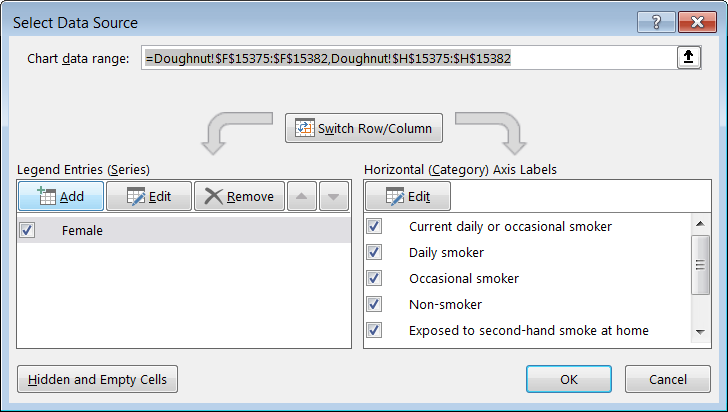 Select Data Source
Chart data range: =Doughnut!$F$15375:$F$15382,Doughnut!$H$15375:$H$15382
Switch Row/Column
Legend Entries (Series)
Add Edit Remove
Female
Horizontal (Category) Axis Labels
Edit
Current daily or occasional smoker
Daily smoker
Occasional smoker
Non-smoker
Exposed to second-hand smoke at home
Hidden and Empty Cells
OK Cancel